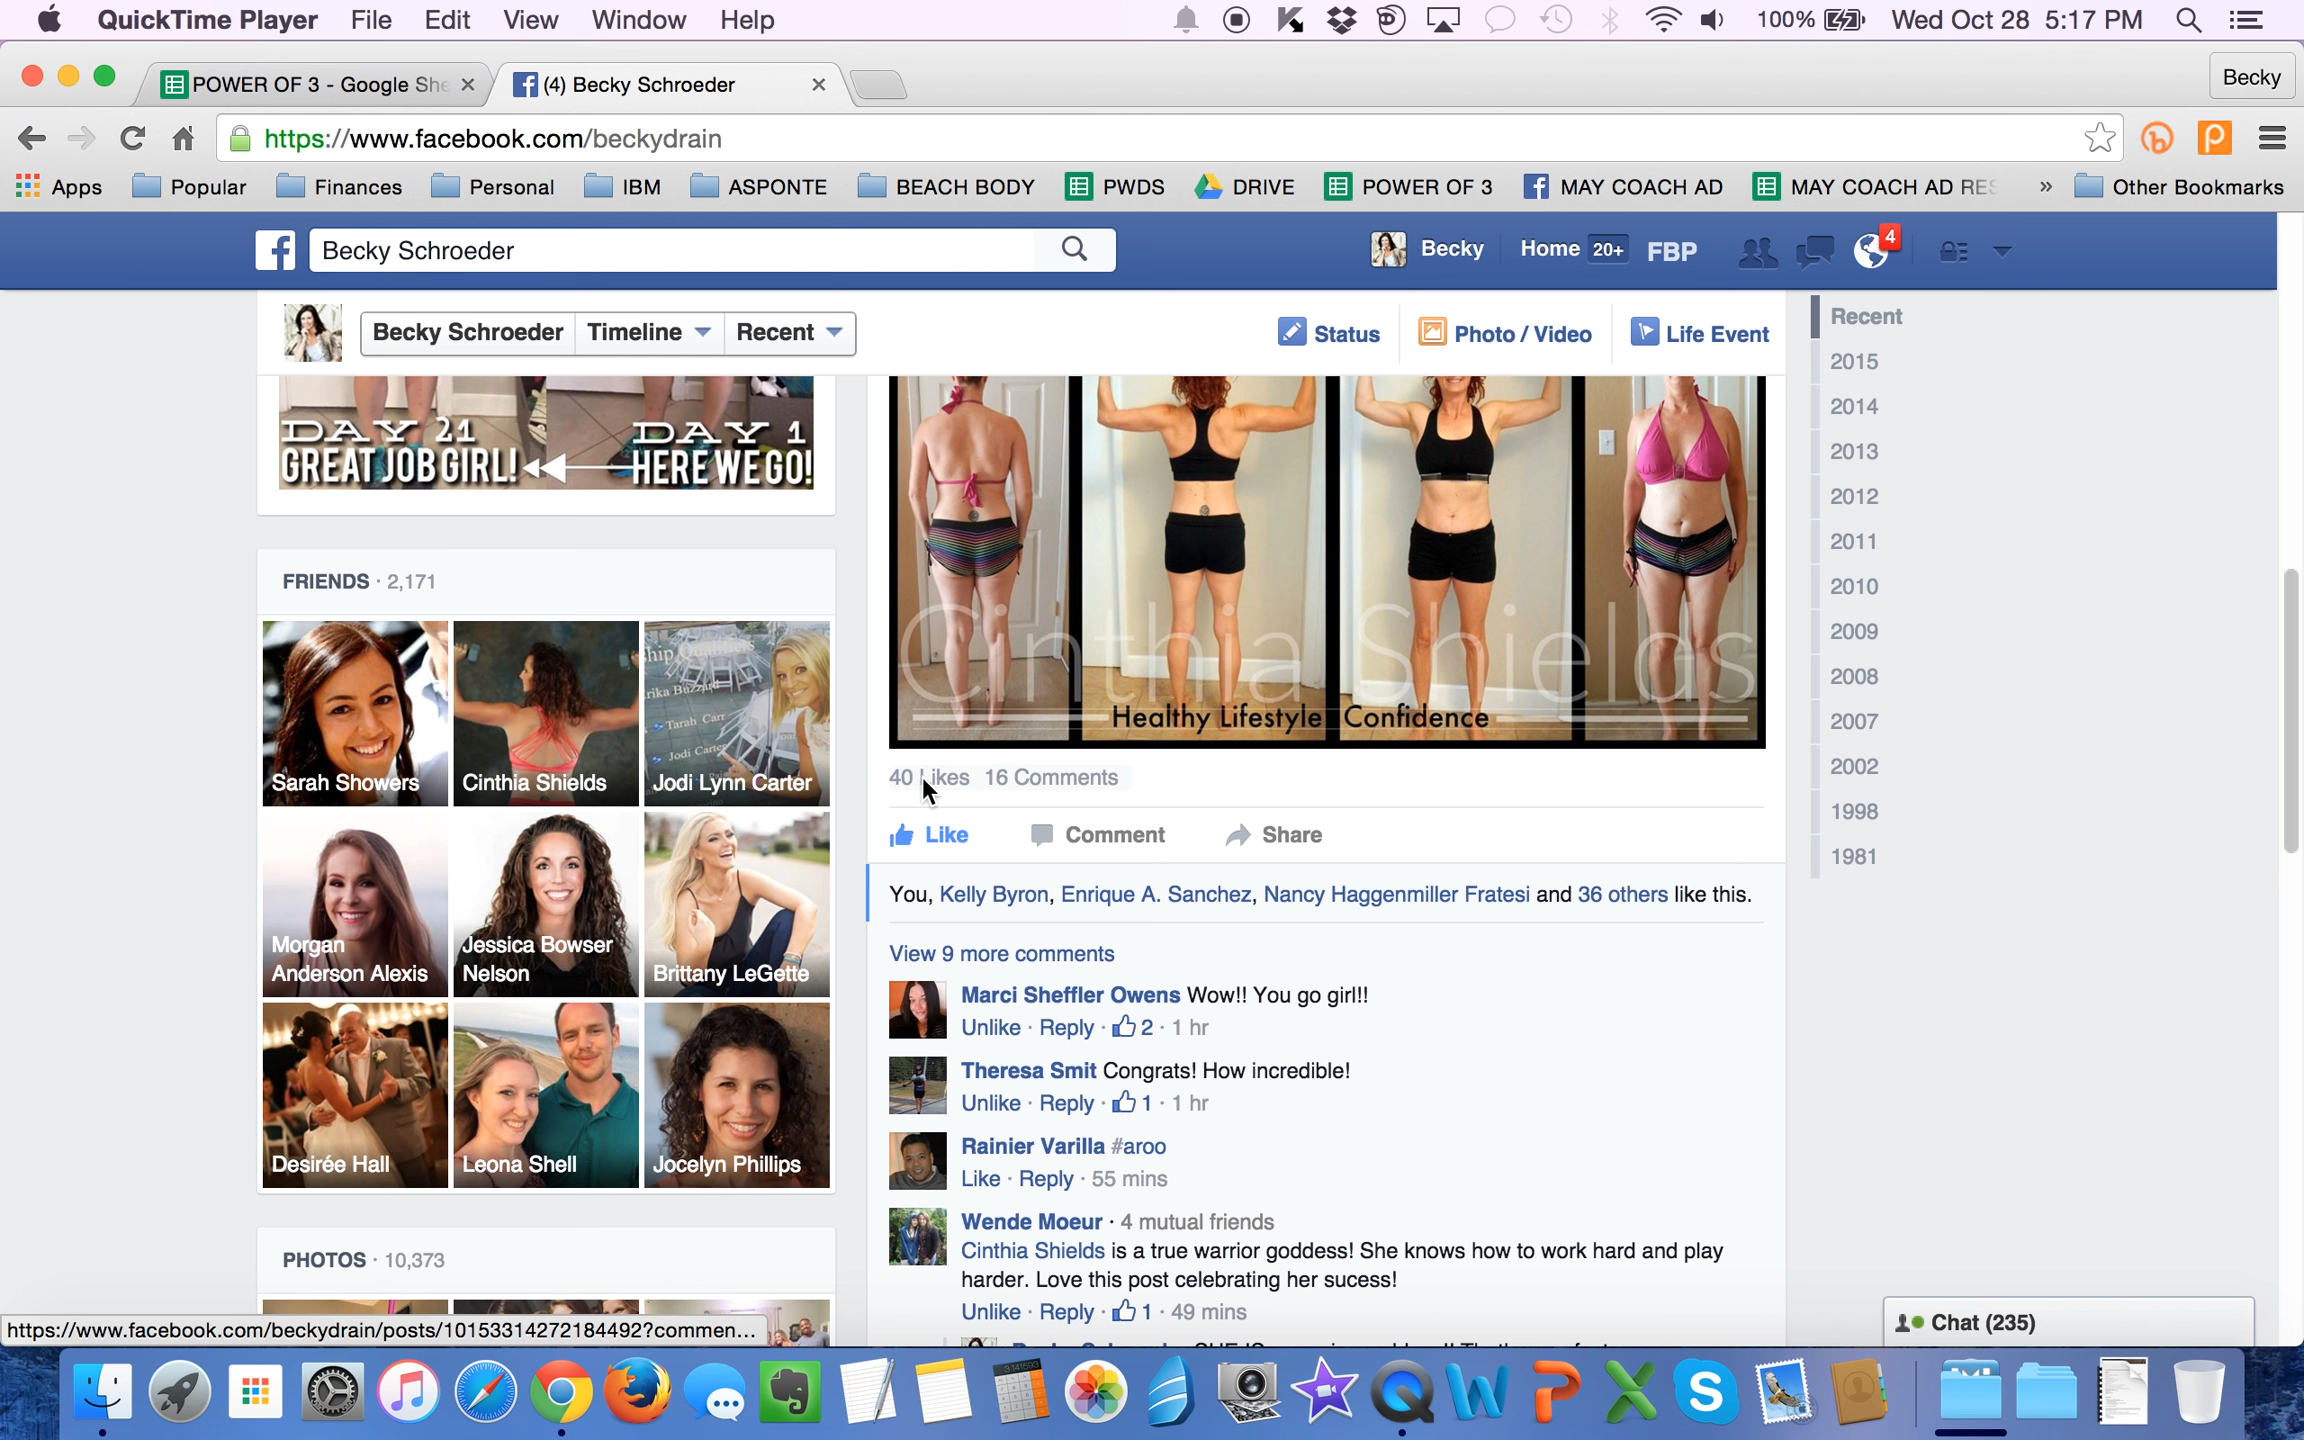 QuickTime Player File Edit View Window Help 100% Wed Oct 28 5:17 PM
POWER OF 3 - Google She (4) Becky Schroeder Becky
https://www.facebook.com/beckydrain
Apps Popular Finances Personal IBM ASPONTE BEACH BODY PWDS DRIVE POWER OF 3 MAY COACH AD MAY COACH AD RES » Other Bookmarks
Becky Schroeder Becky Home 20+ FBP 4
Becky Schroeder Timeline Recent Status Photo / Video Life Event
DAY 21 DAY 1
GREAT JOB GIRL! HERE WE GO!
FRIENDS · 2,171
Sarah Showers
Cinthia Shields
Jodi Lynn Carter
Morgan
Anderson Alexis
Jessica Bowser
Nelson
Brittany LeGette
Desirée Hall
Leona Shell
Jocelyn Phillips
PHOTOS · 10,373
Cinthia Shields
Healthy Lifestyle Confidence
40 Likes 16 Comments
Like Comment Share
You, Kelly Byron, Enrique A. Sanchez, Nancy Haggenmiller Fratesi and 36 others like this.
View 9 more comments
Marci Sheffler Owens Wow!! You go girl!!
Unlike · Reply · 2 · 1 hr
Theresa Smit Congrats! How incredible!
Unlike · Reply · 1 · 1 hr
Rainier Varilla #aroo
Like · Reply · 55 mins
Wende Moeur · 4 mutual friends
Cinthia Shields is a true warrior goddess! She knows how to work hard and play
harder. Love this post celebrating her sucess!
Unlike · Reply · 1 · 49 mins
Recent
2015
2014
2013
2012
2011
2010
2009
2008
2007
2002
1998
1981
Chat (235)
https://www.facebook.com/beckydrain/posts/10153314272184492?commen...